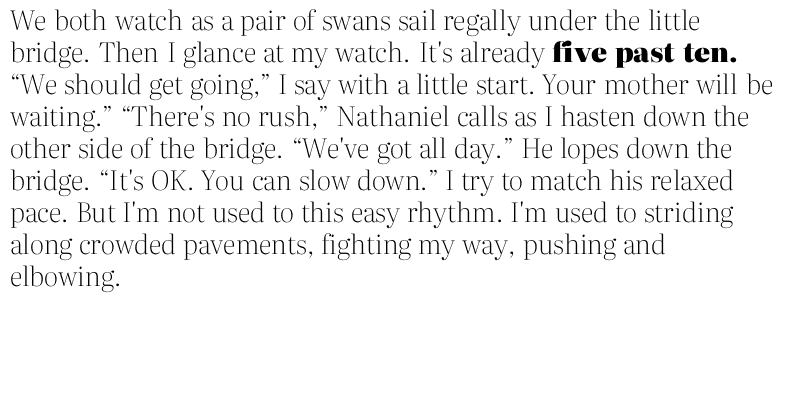 We both watch as a pair of swans sail regally under the little
bridge. Then I glance at my watch. It's already five past ten.
“We should get going,” I say with a little start. Your mother will be
waiting.” “There's no rush,” Nathaniel calls as I hasten down the
other side of the bridge. “We've got all day.” He lopes down the
bridge. “It's OK. You can slow down.” I try to match his relaxed
pace. But I'm not used to this easy rhythm. I'm used to striding
along crowded pavements, fighting my way, pushing and
elbowing.